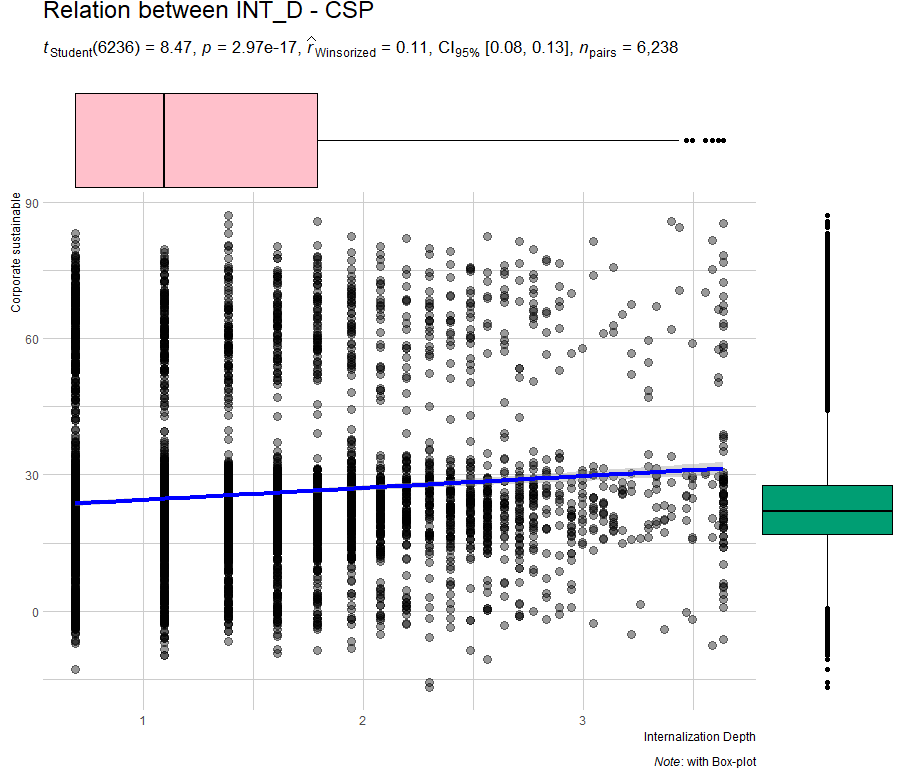 Relation between INT_D - CSP
t Student(6236) = 8.47, p = 2.97e-17, r̂ Winsorized = 0.11, CI95% [0.08, 0.13], npairs = 6,238
Corporate sustainable
90
60
30
0
1 2 3
Internalization Depth
Note: with Box-plot